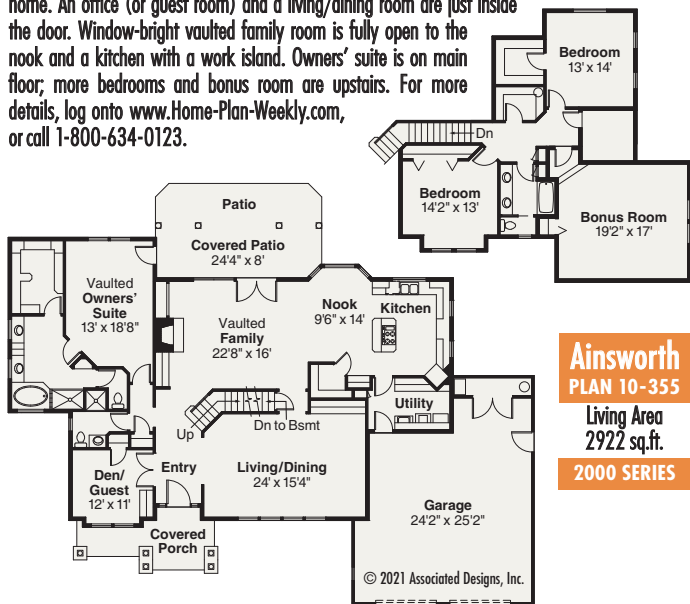 home. An office (or guest room) and a living/dining room are just inside
the door. Window-bright vaulted family room is fully open to the
nook and a kitchen with a work island. Owners' suite is on main
floor; more bedrooms and bonus room are upstairs. For more
details, log onto www.Home-Plan-Weekly.com,
or call 1-800-634-0123.
Bedroom
13' x 14'
Dn
Bedroom
14'2" x 13'
Bonus Room
19'2" x 17'
Patio
Covered Patio
24'4" x 8'
Vaulted
Owners'
Suite
13' x 18'8"
Vaulted
Family
22'8" x 16'
Nook
9'6" x 14'
Kitchen
Utility
Up
Dn to Bsmt
Entry
Living/Dining
24' x 15'4"
Den/
Guest
12' x 11'
Covered
Porch
Garage
24'2" x 25'2"
© 2021 Associated Designs, Inc.
Ainsworth
PLAN 10-355
Living Area
2922 sq.ft.
2000 SERIES